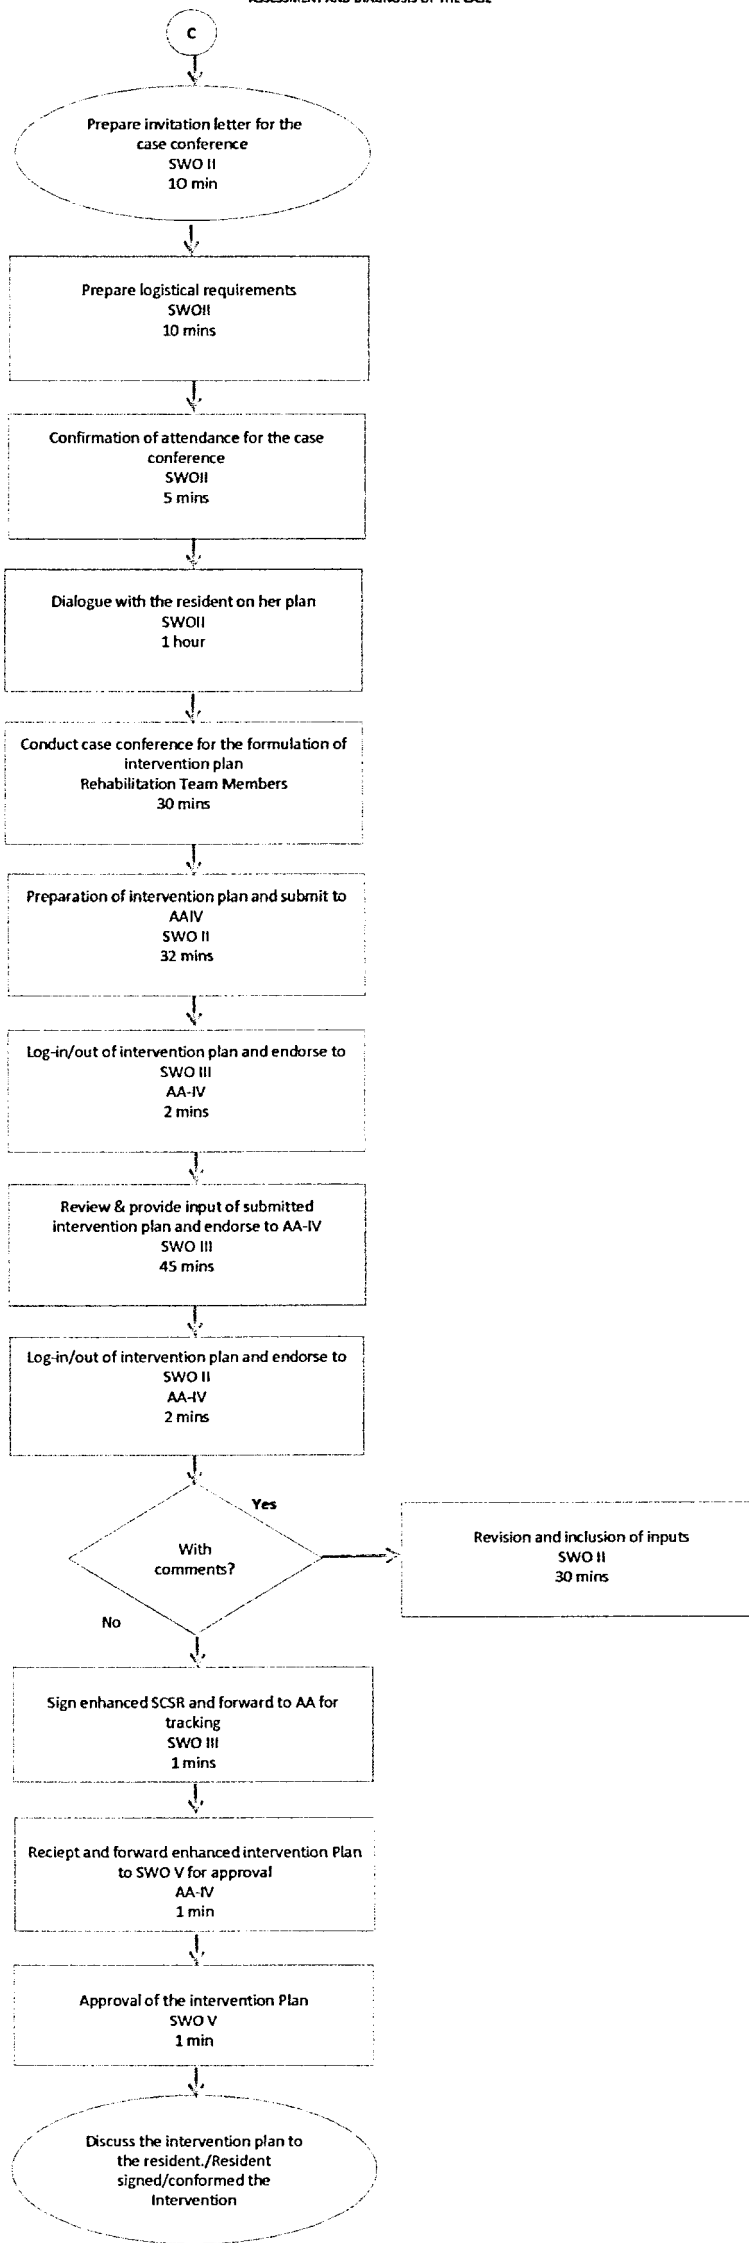 ASSESSMENT AND DIAGNOSIS OF THE CASE
C
Prepare invitation letter for the
case conference
SWO II
10 min
Prepare logistical requirements
SWOII
10 mins
Confirmation of attendance for the case
conference
SWOII
5 mins
Dialogue with the resident on her plan
SWOII
1 hour
Conduct case conference for the formulation of
intervention plan
Rehabilitation Team Members
30 mins
Preparation of intervention plan and submit to
AAIV
SWO II
32 mins
Log-in/out of intervention plan and endorse to
SWO III
AA-IV
2 mins
Review & provide input of submitted
intervention plan and endorse to AA-IV
SWO III
45 mins
Log-in/out of intervention plan and endorse to
SWO II
AA-IV
2 mins
Yes
With
comments?
Revision and inclusion of inputs
SWO II
30 mins
No
Sign enhanced SCSR and forward to AA for
tracking
SWO III
1 mins
Reciept and forward enhanced intervention Plan
to SWO V for approval
AA-IV
1 min
Approval of the intervention Plan
SWO V
1 min
Discuss the intervention plan to
the resident./Resident
signed/conformed the
Intervention